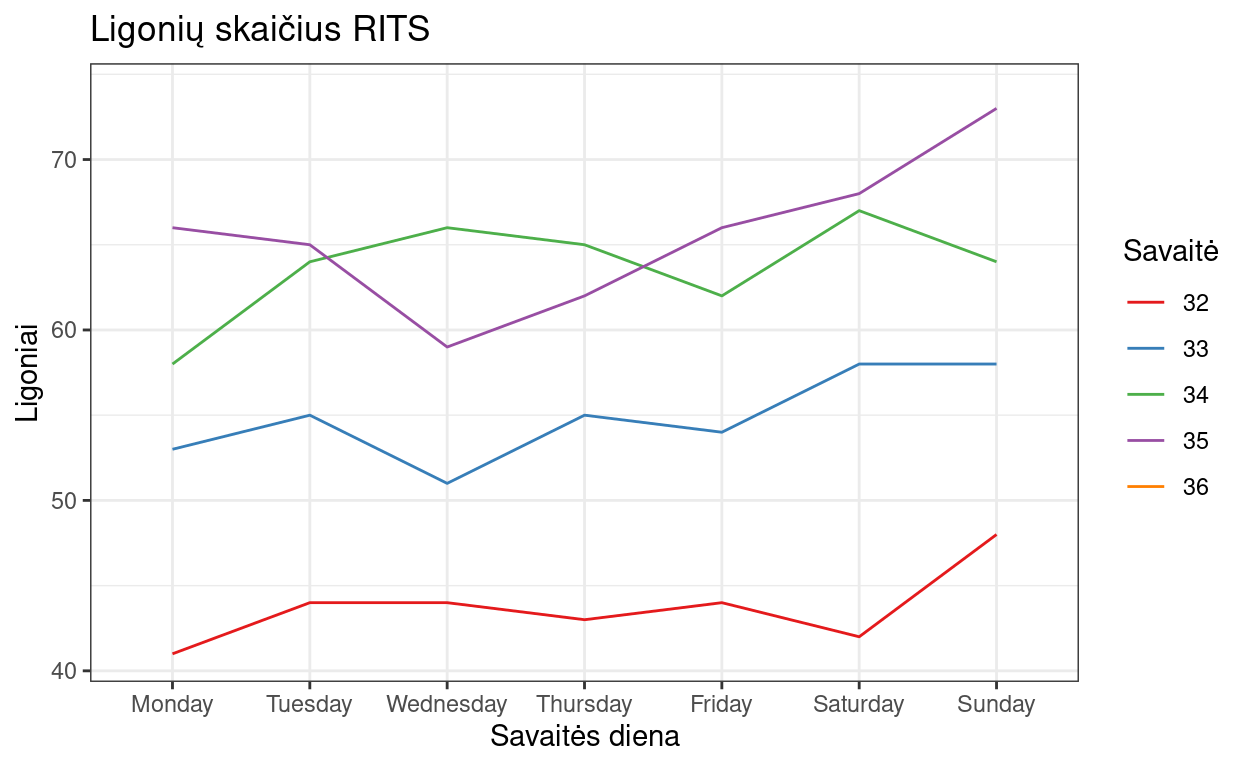 Ligonių skaičius RITS
Ligoniai
70
60
50
40
Monday Tuesday Wednesday Thursday Friday Saturday Sunday
Savaitės diena
Savaitė
32
33
34
35
36